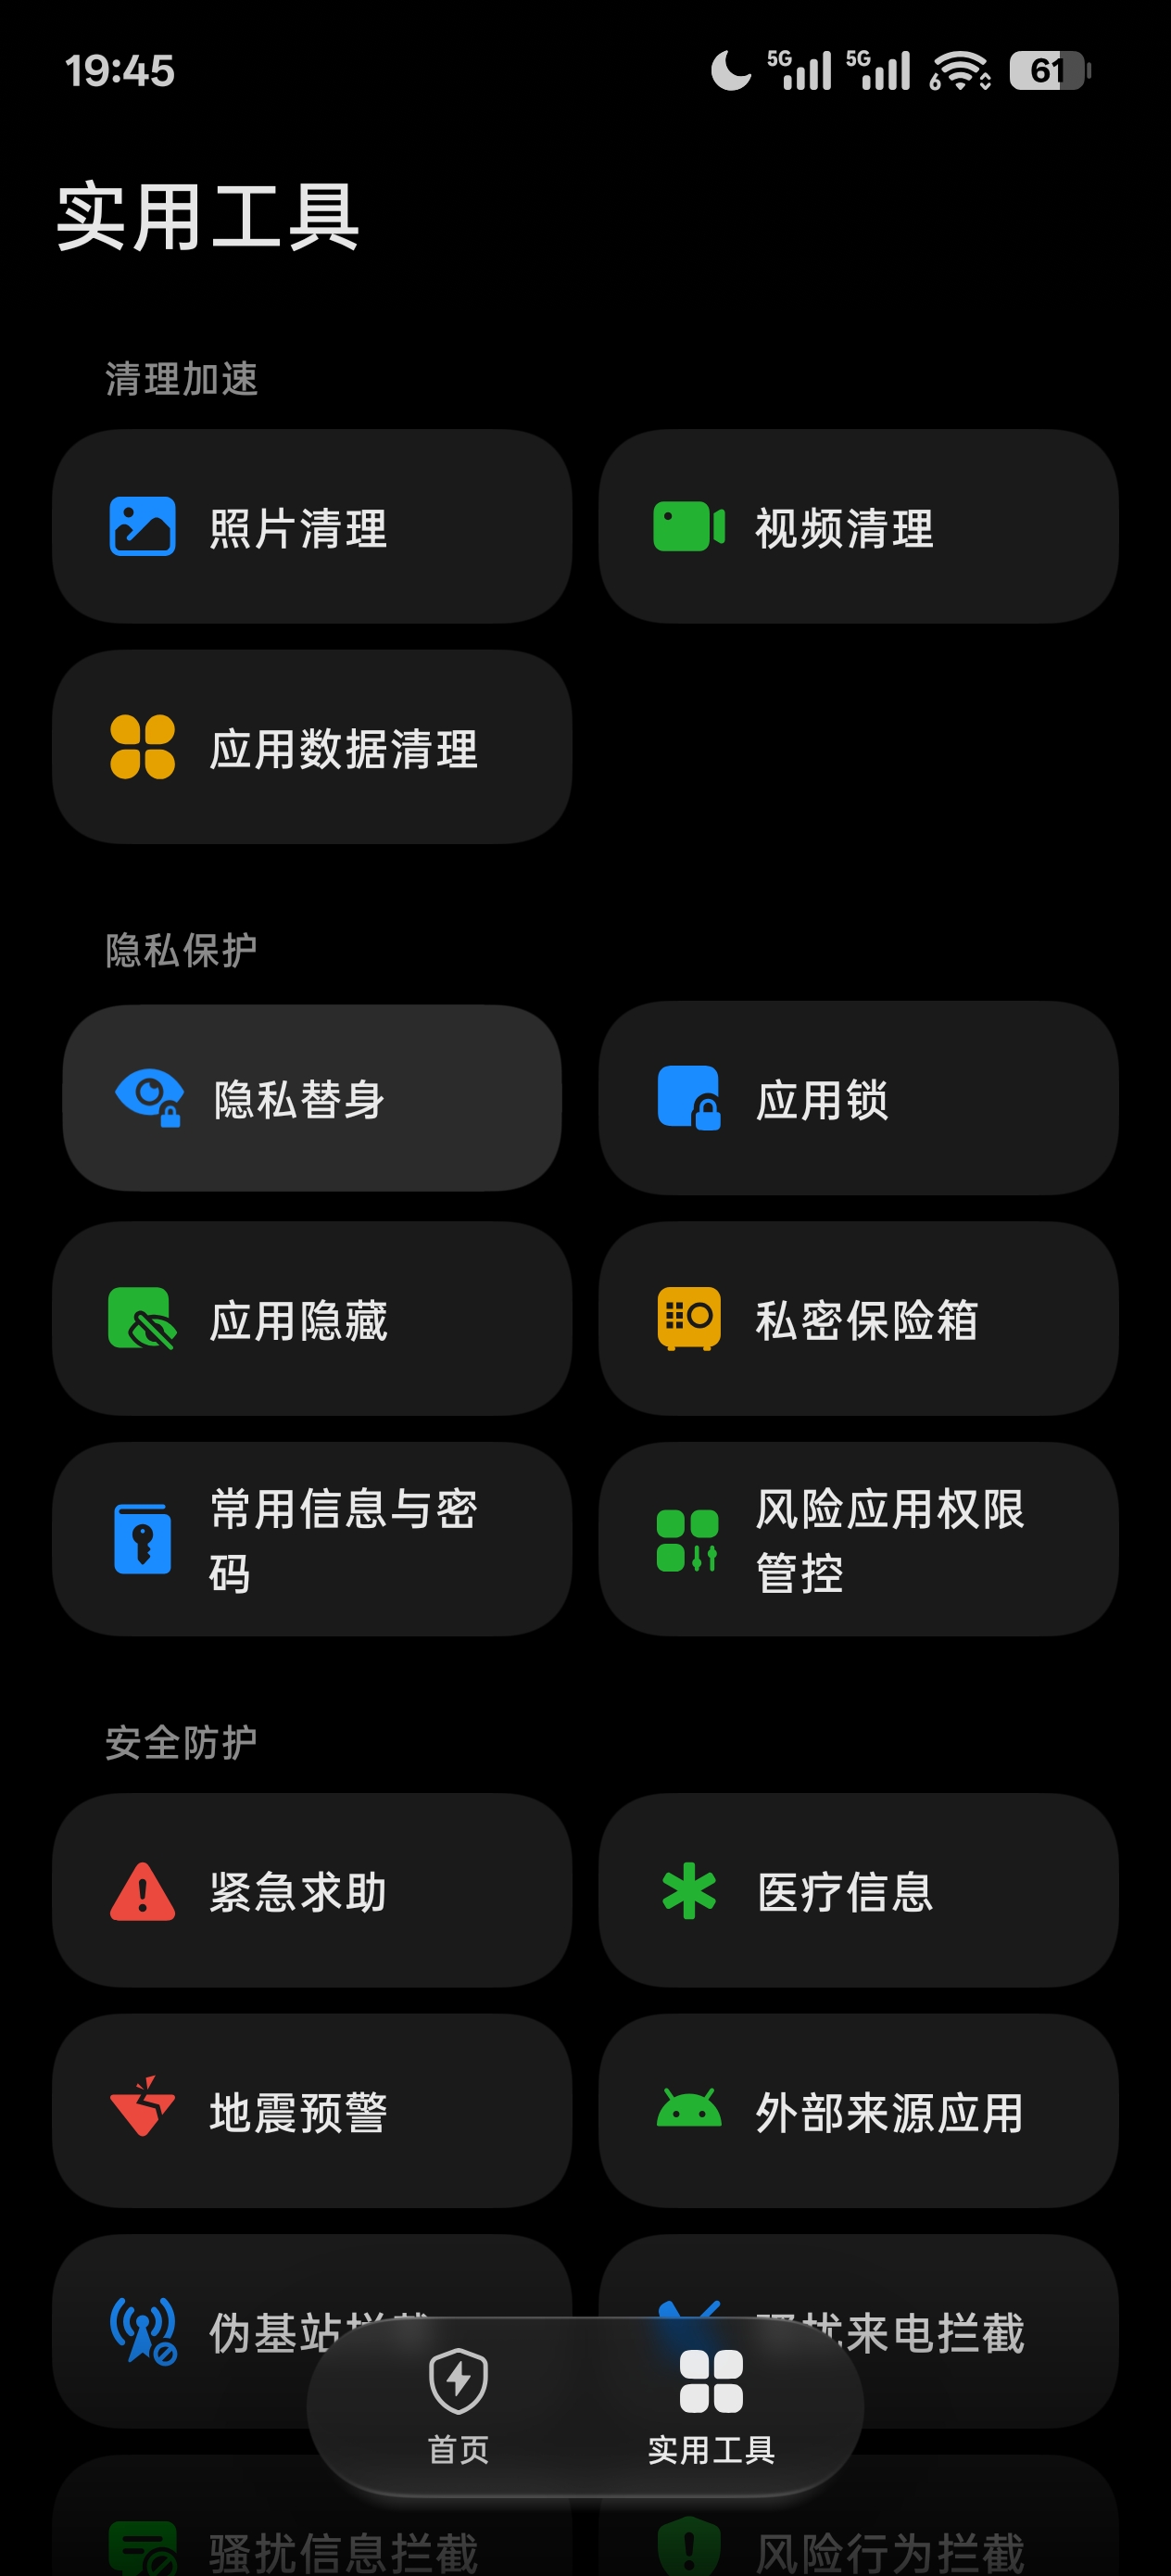 19:45
5G 5G 6 61
实用工具
清理加速
照片清理
视频清理
应用数据清理
隐私保护
隐私替身
应用锁
应用隐藏
私密保险箱
常用信息与密
码
风险应用权限
管控
安全防护
紧急求助
医疗信息
地震预警
外部来源应用
伪基站拦截
骚扰来电拦截
首页
实用工具
骚扰信息拦截
风险行为拦截